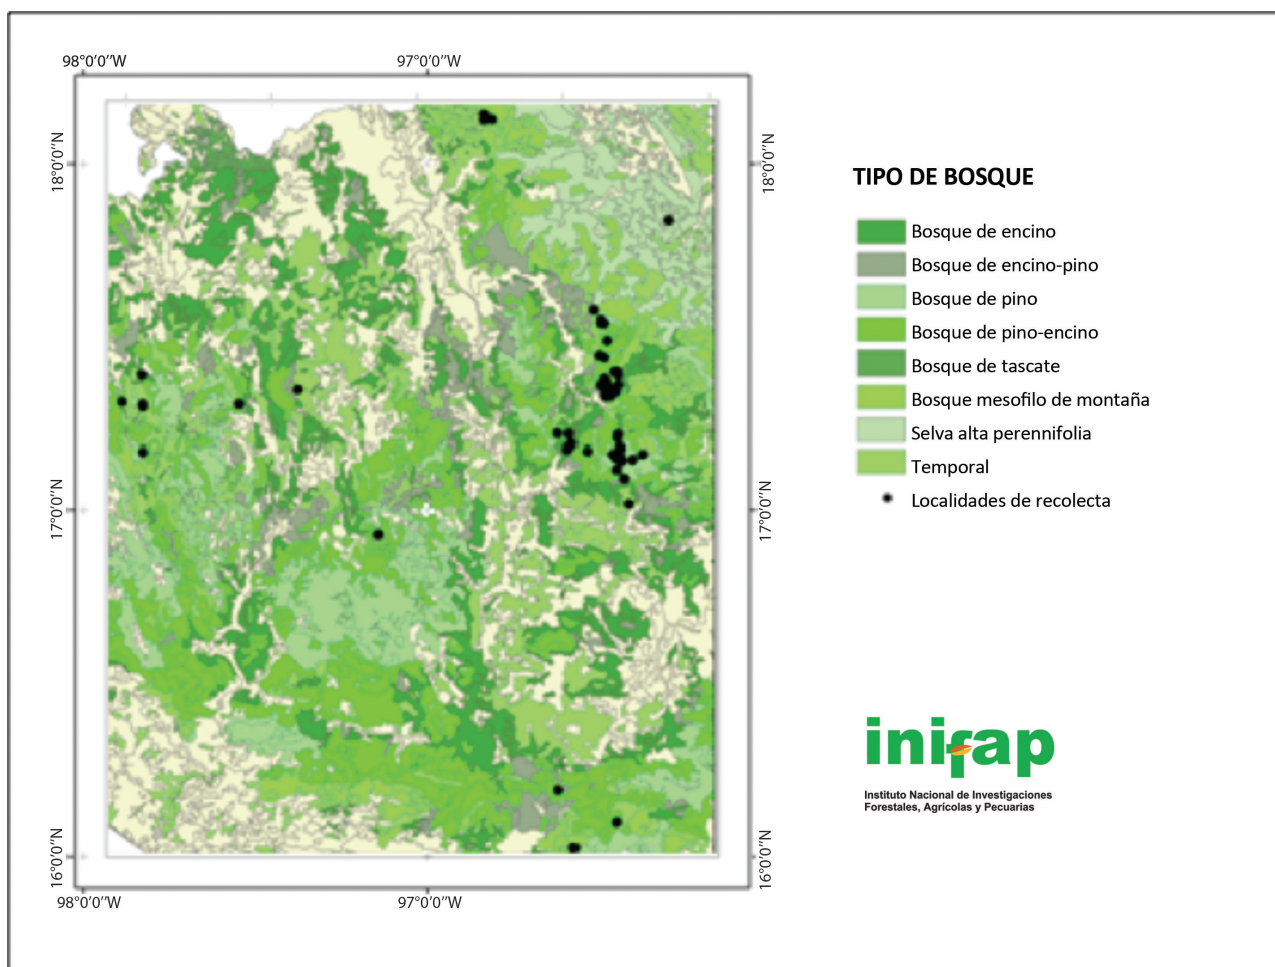 98°0'0"W
97°0'0"W
18°0'0"N
18°0'0"N
17°0'0"N
17°0'0"N
16°0'0"N
16°0'0"N
98°0'0"W
97°0'0"W
TIPO DE BOSQUE
Bosque de encino
Bosque de encino-pino
Bosque de pino
Bosque de pino-encino
Bosque de tascate
Bosque mesofilo de montaña
Selva alta perennifolia
Temporal
Localidades de recolecta
inifap
Instituto Nacional de Investigaciones
Forestales, Agrícolas y Pecuarias